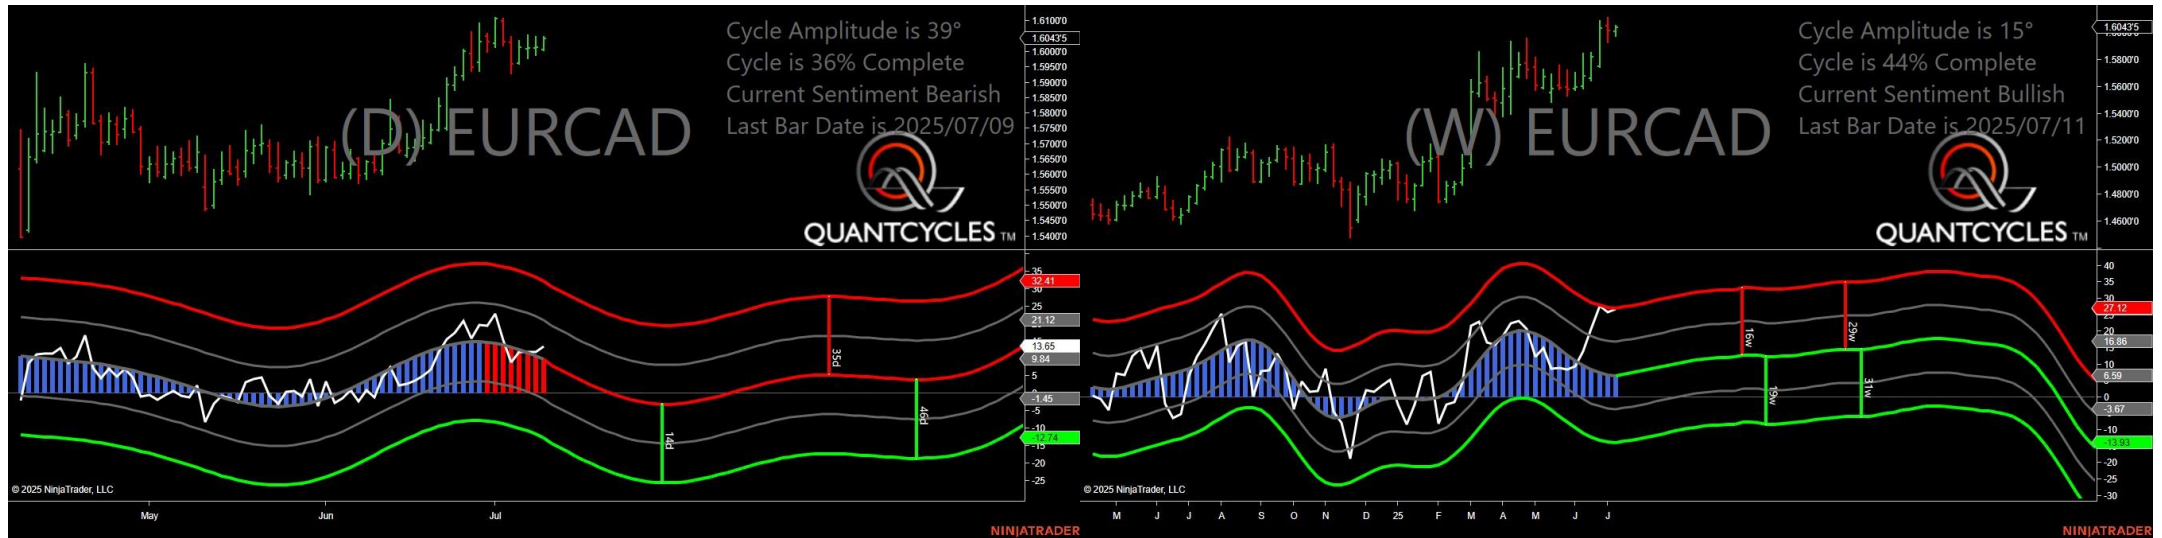 Cycle Amplitude is 39°
Cycle is 36% Complete
Current Sentiment Bearish
Last Bar Date is 2025/07/09
(D) EURCAD
QUANTCYCLES TM
1.6100'0
1.6043'5
1.6000'0
1.5950'0
1.5900'0
1.5850'0
1.5800'0
1.5750'0
1.5700'0
1.5650'0
1.5600'0
1.5550'0
1.5500'0
1.5450'0
1.5400'0
35
32.41
30
25
21.12
13.65
9.84
5
-1.45
-5
-10
-12.74
-15
-20
-25
14d
35d
46d
© 2025 NinjaTrader, LLC
May Jun Jul
NINJATRADER
Cycle Amplitude is 15°
Cycle is 44% Complete
Current Sentiment Bullish
Last Bar Date is 2025/07/11
(W) EURCAD
QUANTCYCLES TM
1.6043'5
1.5800'0
1.5600'0
1.5400'0
1.5200'0
1.5000'0
1.4800'0
1.4600'0
40
35
30
27.12
25
20
16.86
15
10
6.59
0
-3.67
-10
-13.93
-20
-25
-30
16w
19w
29w
31w
© 2025 NinjaTrader, LLC
M J J A S O N D 25 F M A M J J
NINJATRADER